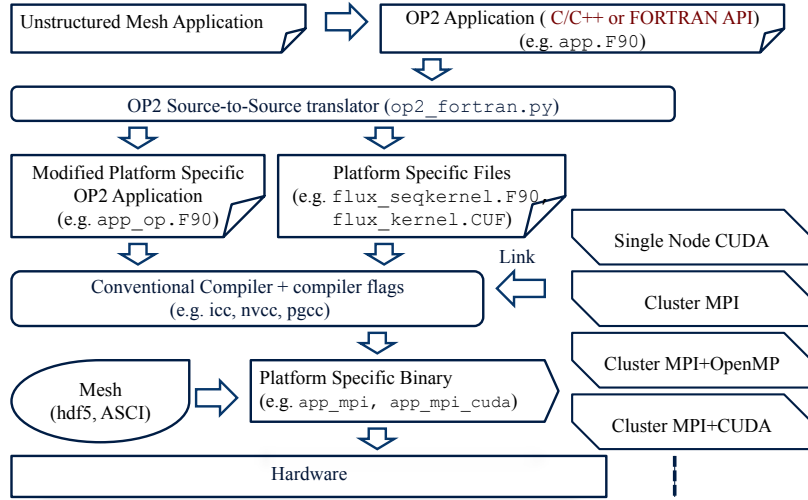 Unstructured Mesh Application
OP2 Application ( C/C++ or FORTRAN API)
(e.g. app.F90)
OP2 Source-to-Source translator (op2_fortran.py)
Modified Platform Specific
OP2 Application
(e.g. app_op.F90)
Platform Specific Files
(e.g. flux_seqkernel.F90,
flux_kernel.CUF)
Link
Single Node CUDA
Conventional Compiler + compiler flags
(e.g. icc, nvcc, pgcc)
Cluster MPI
Cluster MPI+OpenMP
Cluster MPI+CUDA
Mesh
(hdf5, ASCI)
Platform Specific Binary
(e.g. app_mpi, app_mpi_cuda)
Hardware